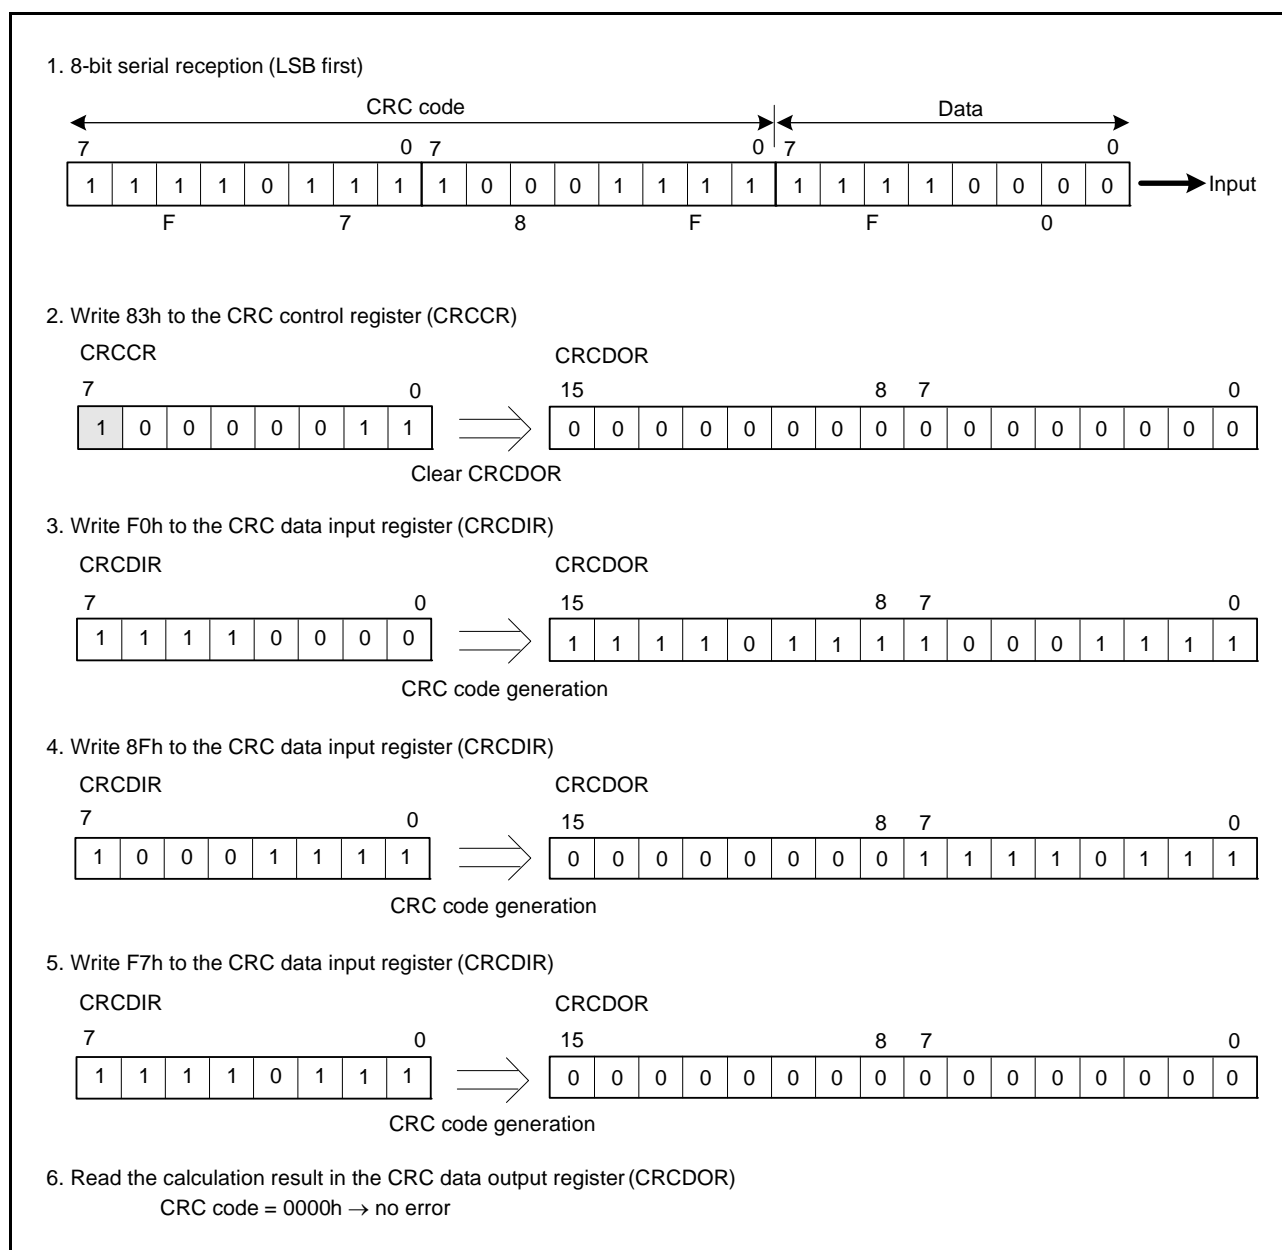 1. 8-bit serial reception (LSB first)
CRC code Data
7 0 7 0 7 0
1 1 1 1 0 1 1 1 1 0 0 0 1 1 1 1 1 1 1 1 0 0 0 0 Input
F 7 8 F F 0
2. Write 83h to the CRC control register (CRCCR)
CRCCR CRCDOR
7 0 15 8 7 0
1 0 0 0 0 0 1 1 0 0 0 0 0 0 0 0 0 0 0 0 0 0 0 0
Clear CRCDOR
3. Write F0h to the CRC data input register (CRCDIR)
CRCDIR CRCDOR
7 0 15 8 7 0
1 1 1 1 0 0 0 0 1 1 1 1 0 1 1 1 1 0 0 0 1 1 1 1
CRC code generation
4. Write 8Fh to the CRC data input register (CRCDIR)
CRCDIR CRCDOR
7 0 15 8 7 0
1 0 0 0 1 1 1 1 0 0 0 0 0 0 0 0 1 1 1 1 0 1 1 1
CRC code generation
5. Write F7h to the CRC data input register (CRCDIR)
CRCDIR CRCDOR
7 0 15 8 7 0
1 1 1 1 0 1 1 1 0 0 0 0 0 0 0 0 0 0 0 0 0 0 0 0
CRC code generation
6. Read the calculation result in the CRC data output register (CRCDOR)
CRC code = 0000h → no error